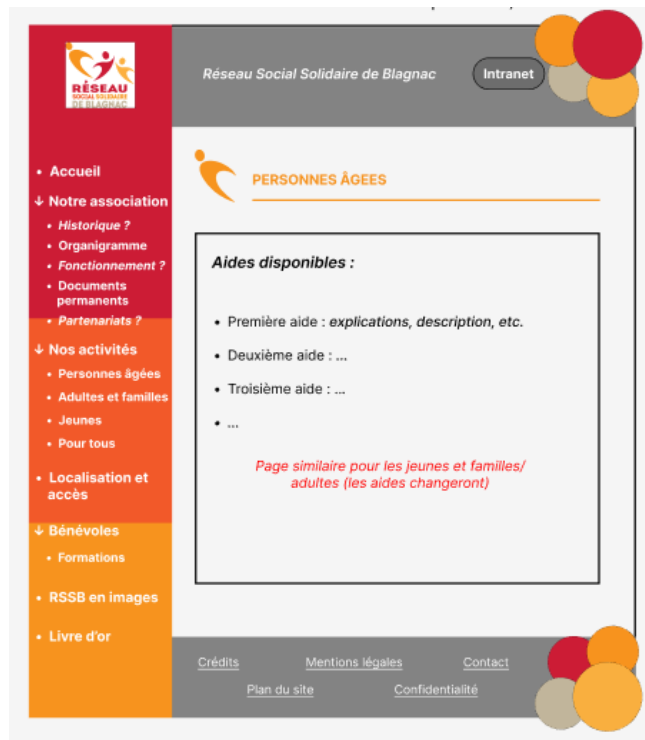 RÉSEAU
SOCIAL SOLIDAIRE
DE BLAGNAC
Réseau Social Solidaire de Blagnac
Intranet
• Accueil
↓ Notre association
• Historique ?
• Organigramme
• Fonctionnement ?
• Documents
permanents
• Partenariats ?
↓ Nos activités
• Personnes âgées
• Adultes et familles
• Jeunes
• Pour tous
• Localisation et
accès
↓ Bénévoles
• Formations
• RSSB en images
• Livre d'or
PERSONNES ÂGEES
Aides disponibles :
• Première aide : explications, description, etc.
• Deuxième aide : ...
• Troisième aide : ...
• ...
Page similaire pour les jeunes et familles/
adultes (les aides changeront)
Crédits Mentions légales Contact
Plan du site Confidentialité